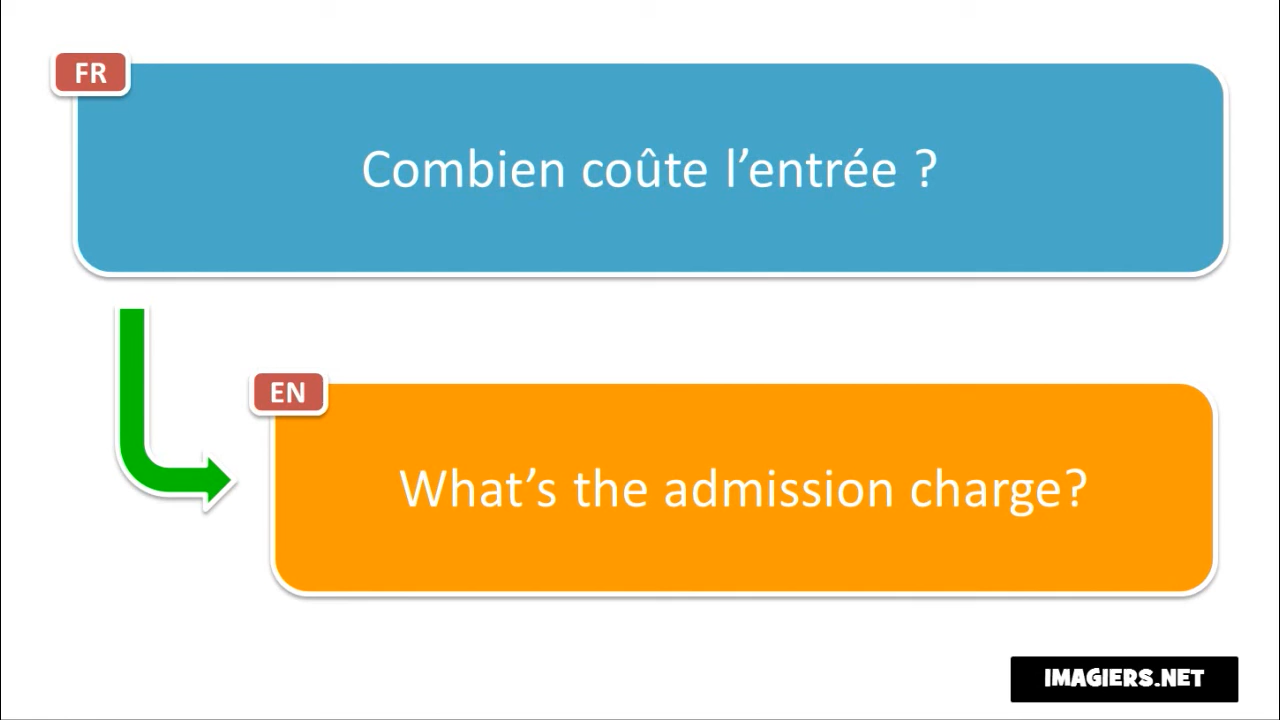 FR
Combien coûte l’entrée ?
EN
What’s the admission charge?
IMAGIERS.NET